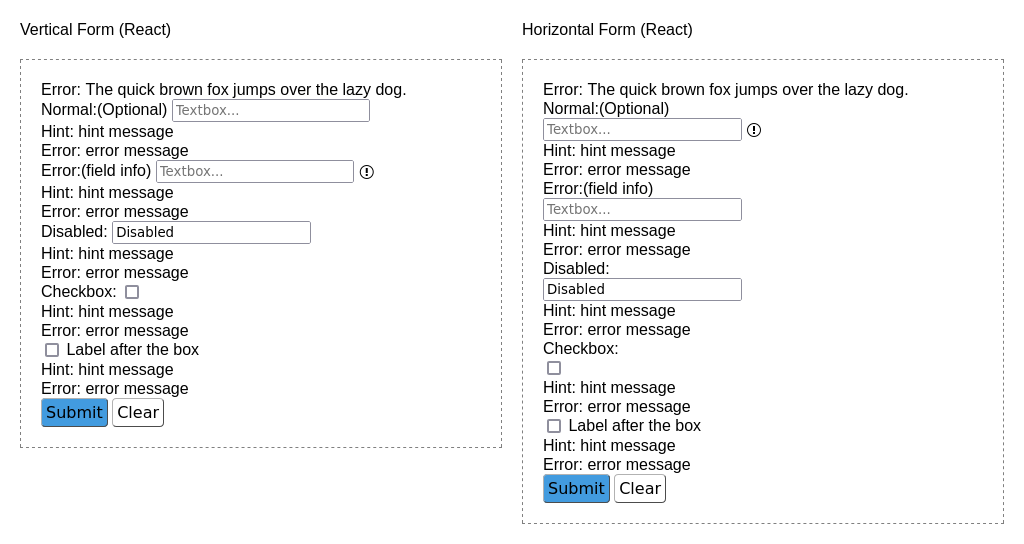 Vertical Form (React)
Error: The quick brown fox jumps over the lazy dog.
Normal:(Optional) Textbox...
Hint: hint message
Error: error message
Error:(field info) Textbox...
Hint: hint message
Error: error message
Disabled: Disabled
Hint: hint message
Error: error message
Checkbox:
Hint: hint message
Error: error message
Label after the box
Hint: hint message
Error: error message
Submit Clear
Horizontal Form (React)
Error: The quick brown fox jumps over the lazy dog.
Normal:(Optional)
Textbox...
Hint: hint message
Error: error message
Error:(field info)
Textbox...
Hint: hint message
Error: error message
Disabled:
Disabled
Hint: hint message
Error: error message
Checkbox:
Hint: hint message
Error: error message
Label after the box
Hint: hint message
Error: error message
Submit Clear